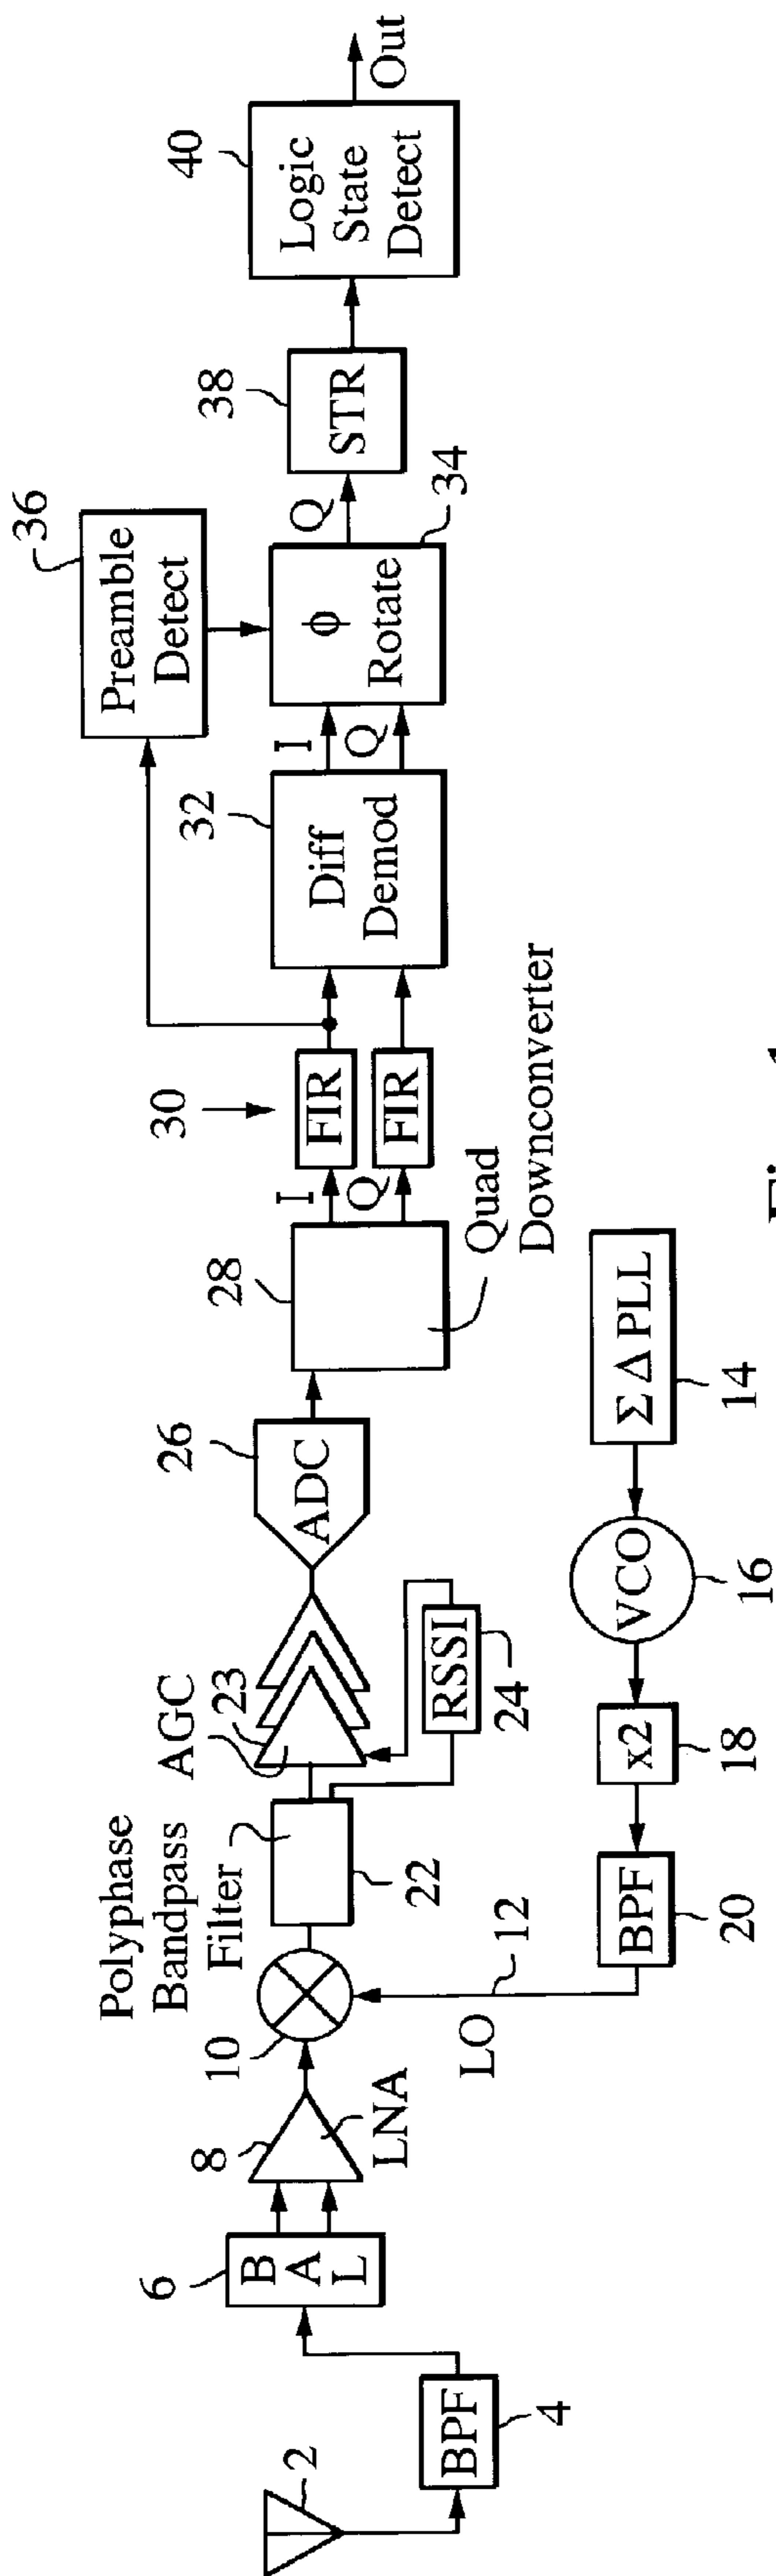 2
BPF
4
6
B
A
L
8
LNA
10
LO
12
Polyphase
Bandpass
Filter
22
AGC
23
RSSI
24
ADC
26
28
Quad
Downconverter
I
Q
30
FIR
FIR
32
Diff
Demod
I
Q
36
Preamble
Detect
ϕ
Rotate
34
Q
38
STR
40
Logic
State
Detect
Out
ΣΔ PLL
14
VCO
16
x2
18
BPF
20